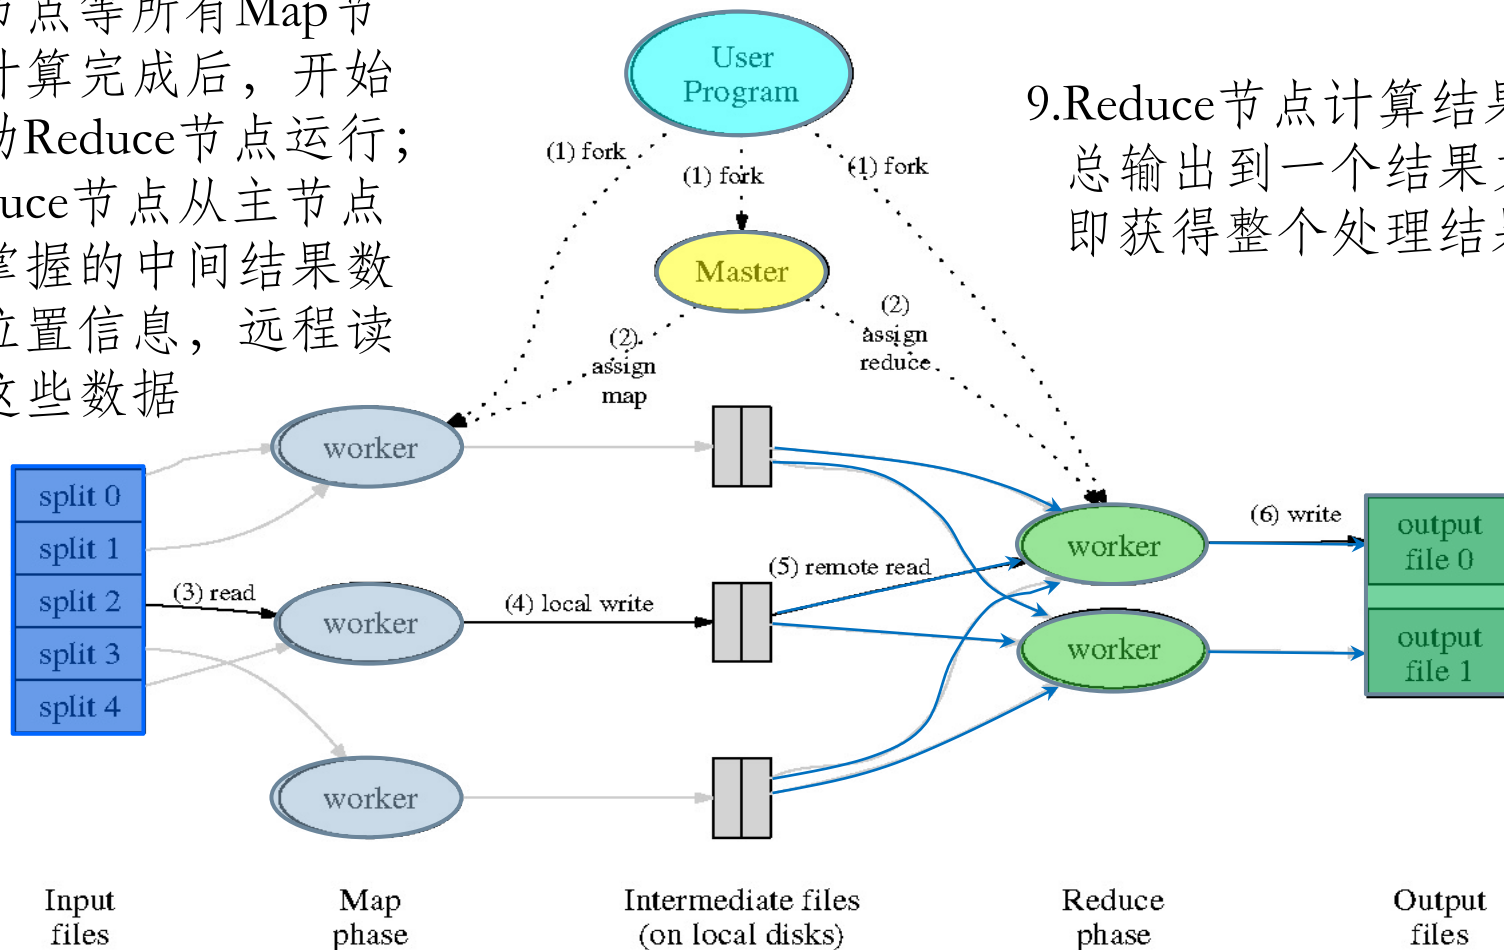 节点等所有Map节
计算完成后，开始
动Reduce节点运行；
duce节点从主节点
掌握的中间结果数
位置信息，远程读
这些数据
User
Program
9.Reduce节点计算结果
总输出到一个结果文
即获得整个处理结果
(1) fork
(1) fork
(1) fork
Master
(2)
assign
map
(2)
assign
reduce
split 0
split 1
split 2
split 3
split 4
(3) read
worker
worker
worker
(4) local write
(5) remote read
worker
worker
(6) write
output
file 0
output
file 1
Input
files
Map
phase
Intermediate files
(on local disks)
Reduce
phase
Output
files